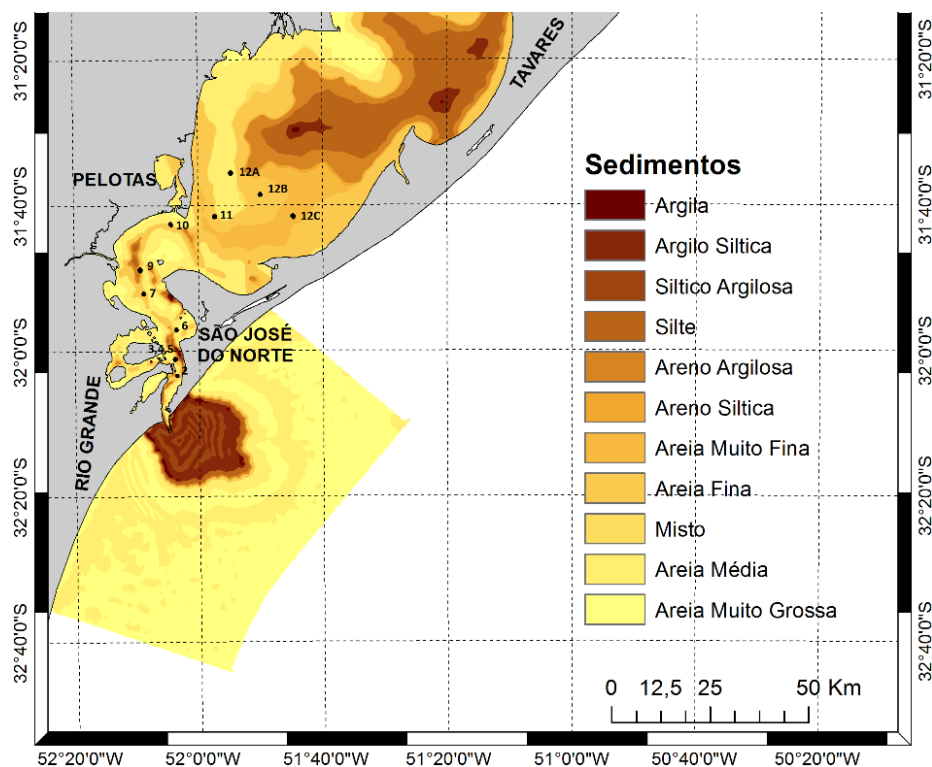 31°20'0"S
31°40'0"S
32°0'0"S
32°20'0"S
32°40'0"S
TAVARES
PELOTAS
12A
12B
12C
11
10
9
7
6
SÃO JOSÉ
DO NORTE
3,4,5
2
RIO GRANDE
Sedimentos
Argila
Argilo Siltica
Siltico Argilosa
Silte
Areno Argilosa
Areno Siltica
Areia Muito Fina
Areia Fina
Misto
Areia Média
Areia Muito Grossa
0 12,5 25 50 Km
31°20'0"S
31°40'0"S
32°0'0"S
32°20'0"S
32°40'0"S
52°20'0"W 52°0'0"W 51°40'0"W 51°20'0"W 51°0'0"W 50°40'0"W 50°20'0"W